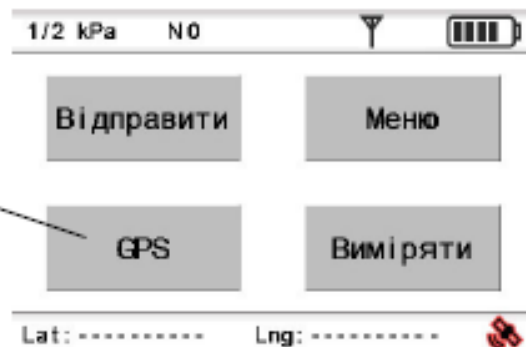 1/2 kPa N0
Відправити Меню
GPS Виміряти
Lat:---------- Lng:----------